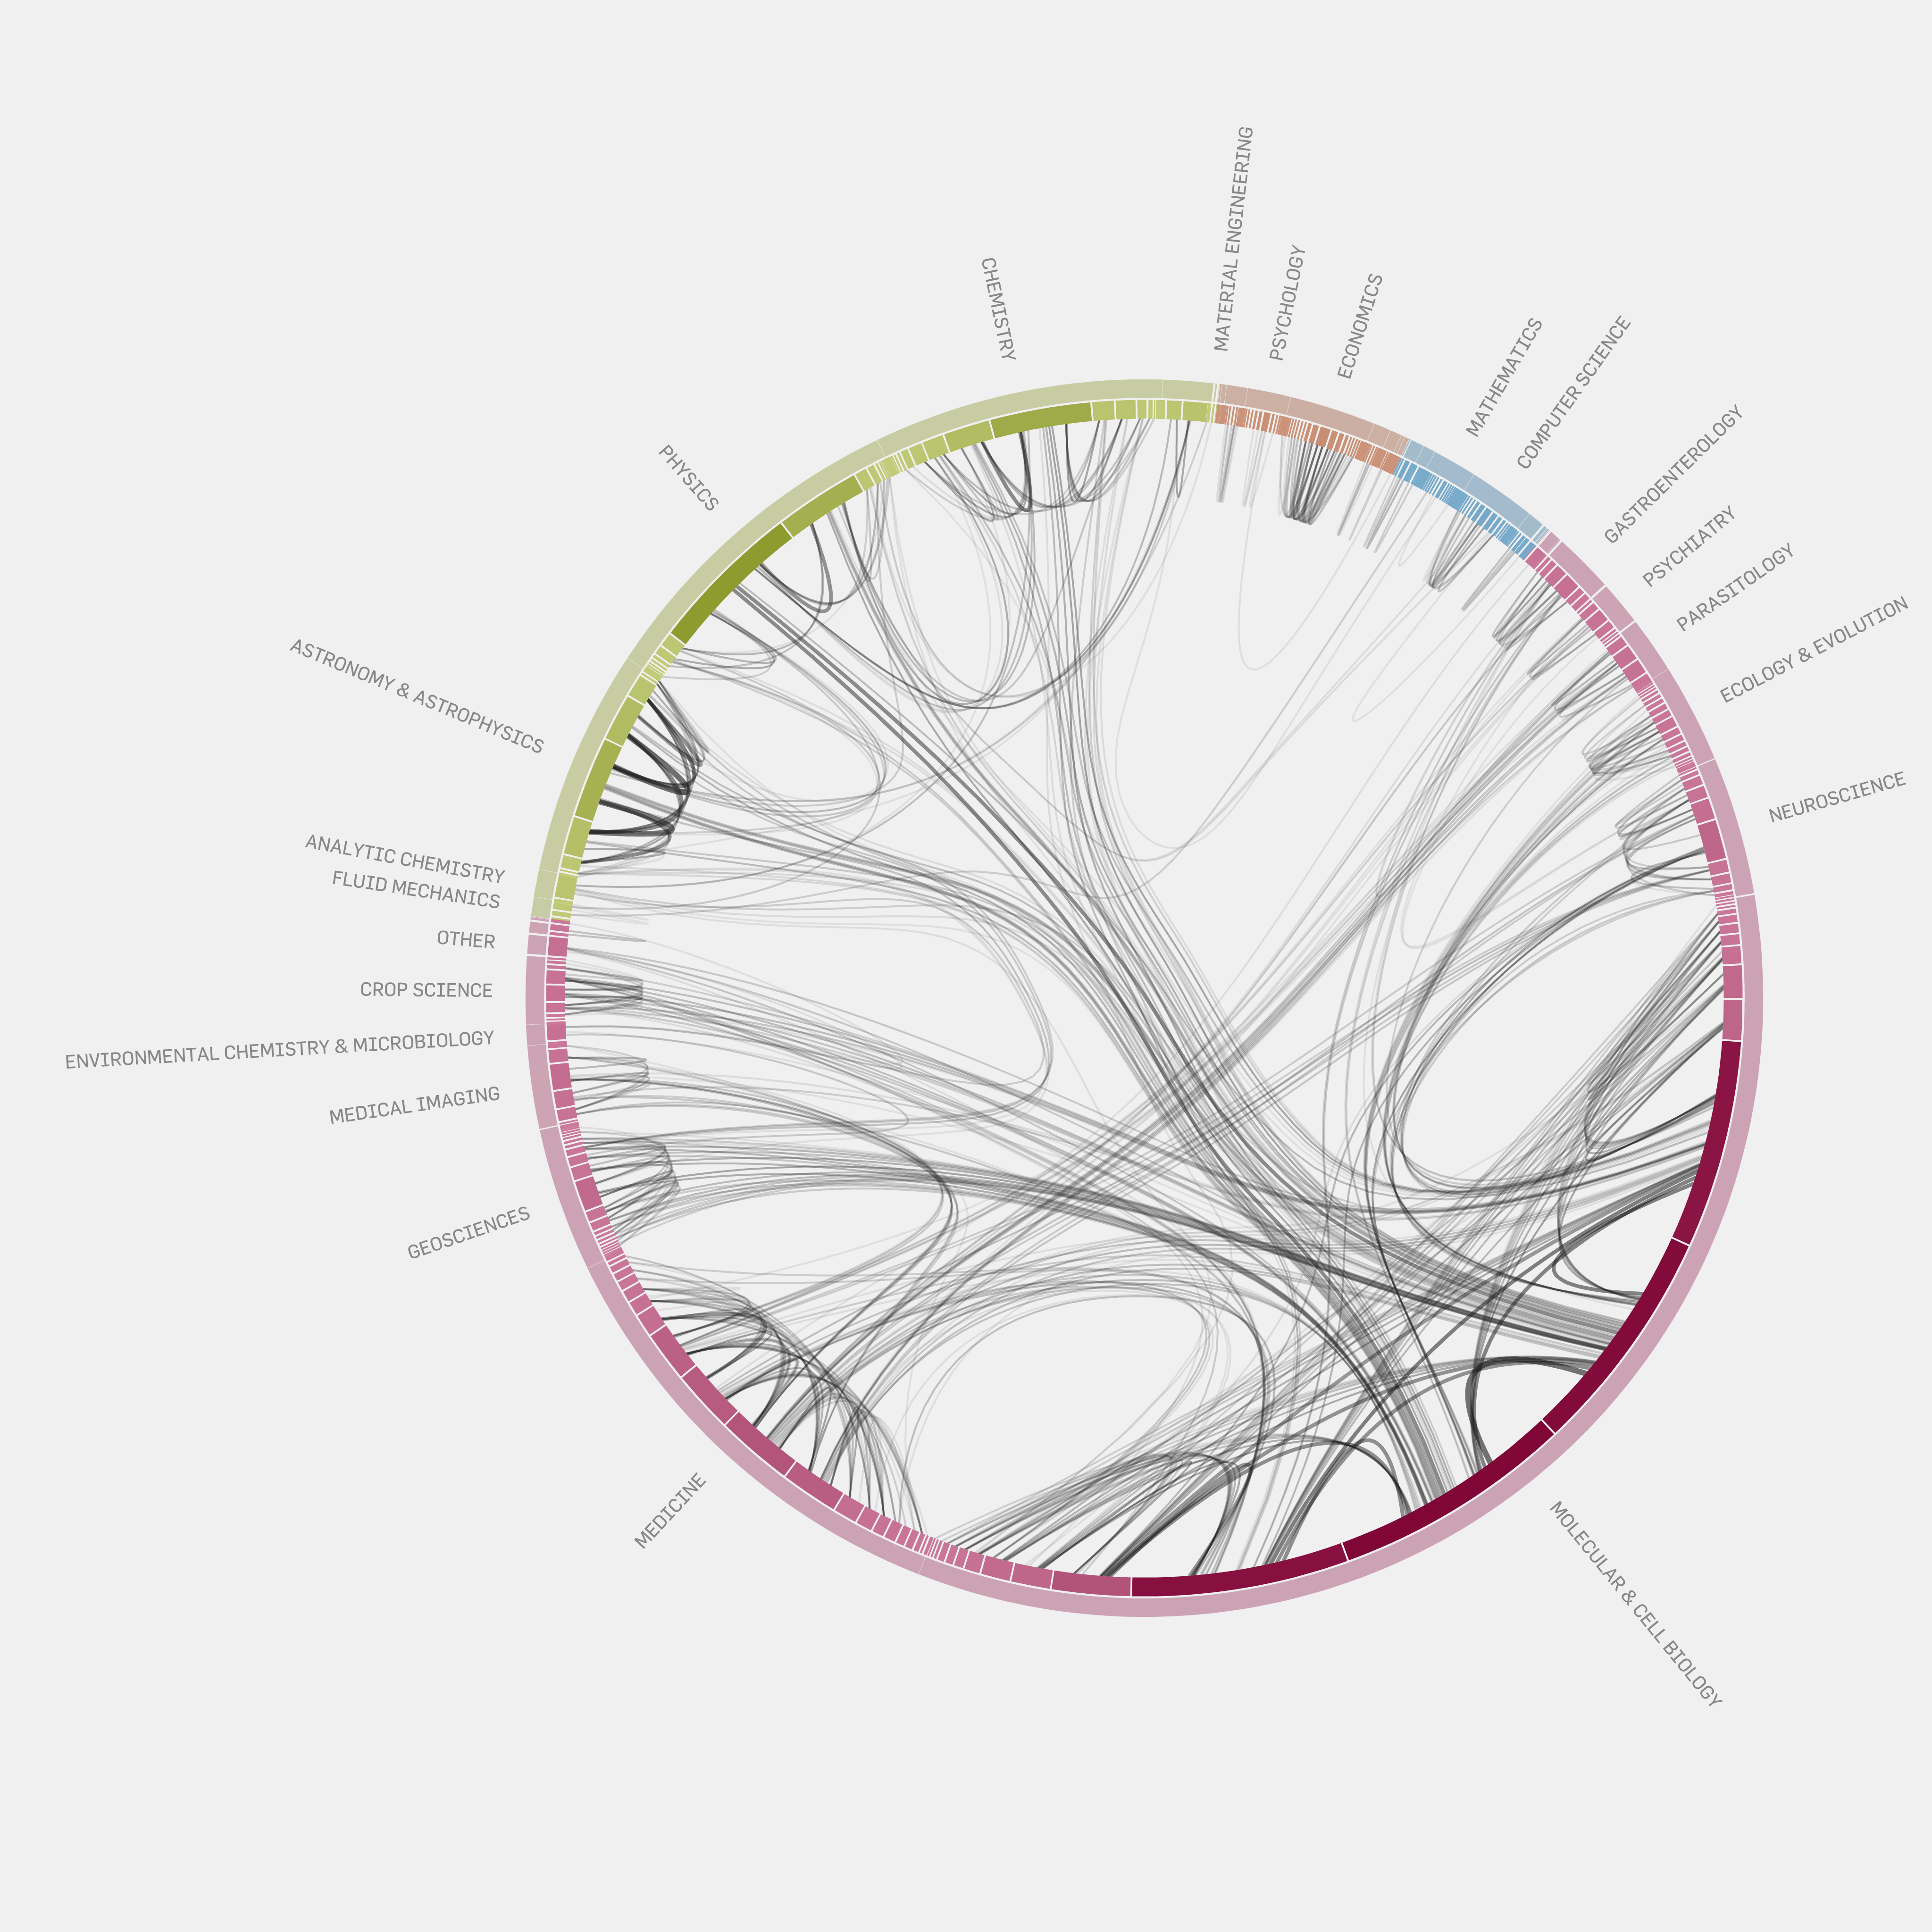 MATERIAL ENGINEERING
PSYCHOLOGY
ECONOMICS
MATHEMATICS
COMPUTER SCIENCE
GASTROENTEROLOGY
PSYCHIATRY
PARASITOLOGY
ECOLOGY & EVOLUTION
NEUROSCIENCE
MOLECULAR & CELL BIOLOGY
MEDICINE
GEOSCIENCES
MEDICAL IMAGING
ENVIRONMENTAL CHEMISTRY & MICROBIOLOGY
CROP SCIENCE
OTHER
FLUID MECHANICS
ANALYTIC CHEMISTRY
ASTRONOMY & ASTROPHYSICS
PHYSICS
CHEMISTRY